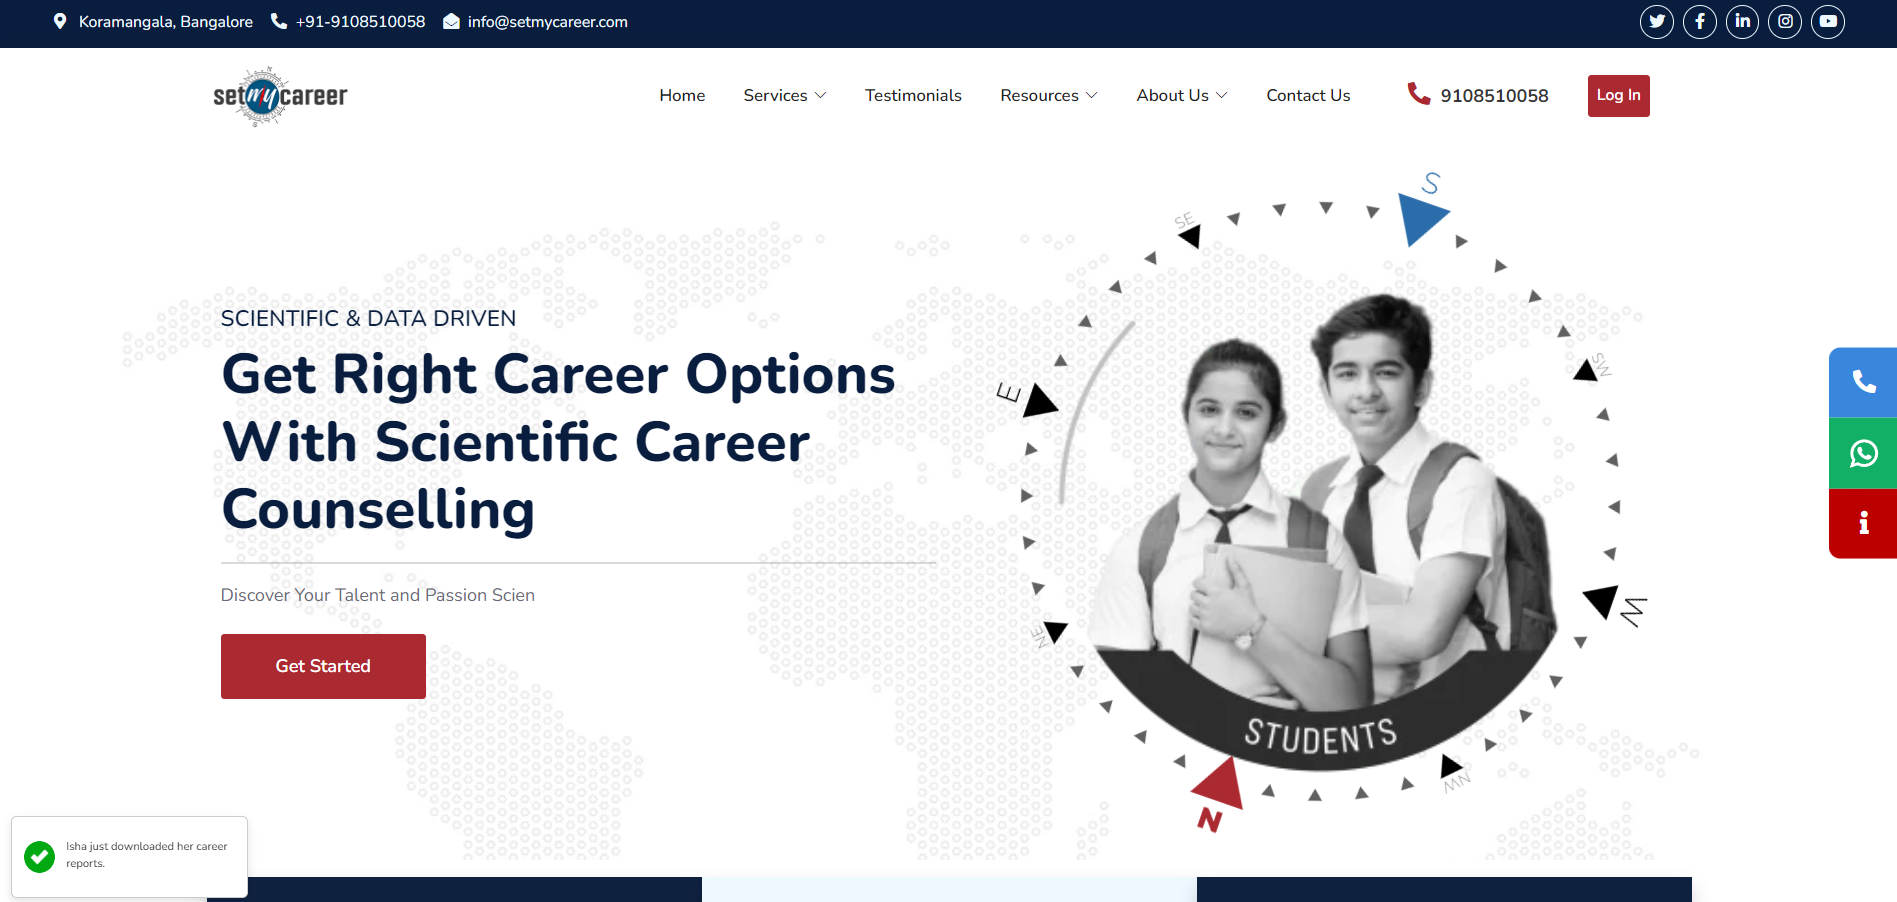 Koramangala, Bangalore +91-9108510058 info@setmycareer.com
setmycareer
Home Services Testimonials Resources About Us Contact Us 9108510058 Log In
SCIENTIFIC & DATA DRIVEN
Get Right Career Options
With Scientific Career
Counselling
Discover Your Talent and Passion Scien
Get Started
S
SE
SW
E
W
NE
STUDENTS
NW
N
Isha just downloaded her career
reports.